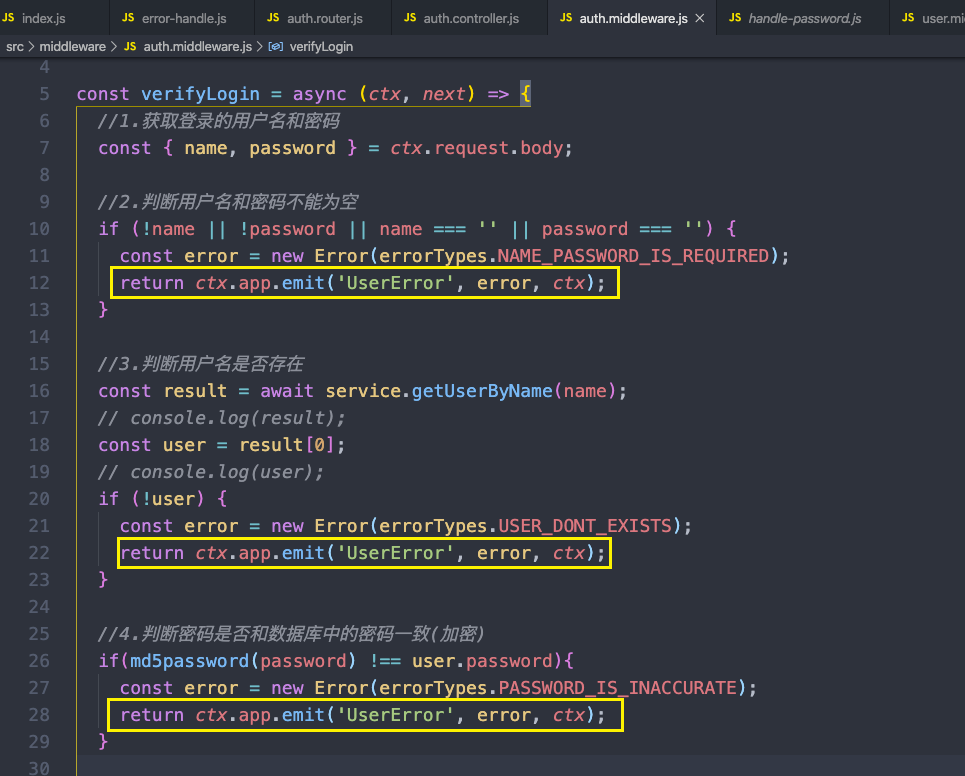 JS index.js JS error-handle.js JS auth.router.js JS auth.controller.js JS auth.middleware.js × JS handle-password.js JS user.mi
src > middleware > JS auth.middleware.js > verifyLogin
4
5 const verifyLogin = async (ctx, next) => {
6 //1.获取登录的用户名和密码
7 const { name, password } = ctx.request.body;
8
9 //2.判断用户名和密码不能为空
10 if (!name || !password || name === '' || password === '') {
11 const error = new Error(errorTypes.NAME_PASSWORD_IS_REQUIRED);
12 return ctx.app.emit('UserError', error, ctx);
13 }
14
15 //3.判断用户名是否存在
16 const result = await service.getUserByName(name);
17 // console.log(result);
18 const user = result[0];
19 // console.log(user);
20 if (!user) {
21 const error = new Error(errorTypes.USER_DONT_EXISTS);
22 return ctx.app.emit('UserError', error, ctx);
23 }
24
25 //4.判断密码是否和数据库中的密码一致(加密)
26 if(md5password(password) !== user.password){
27 const error = new Error(errorTypes.PASSWORD_IS_INACCURATE);
28 return ctx.app.emit('UserError', error, ctx);
29 }
30